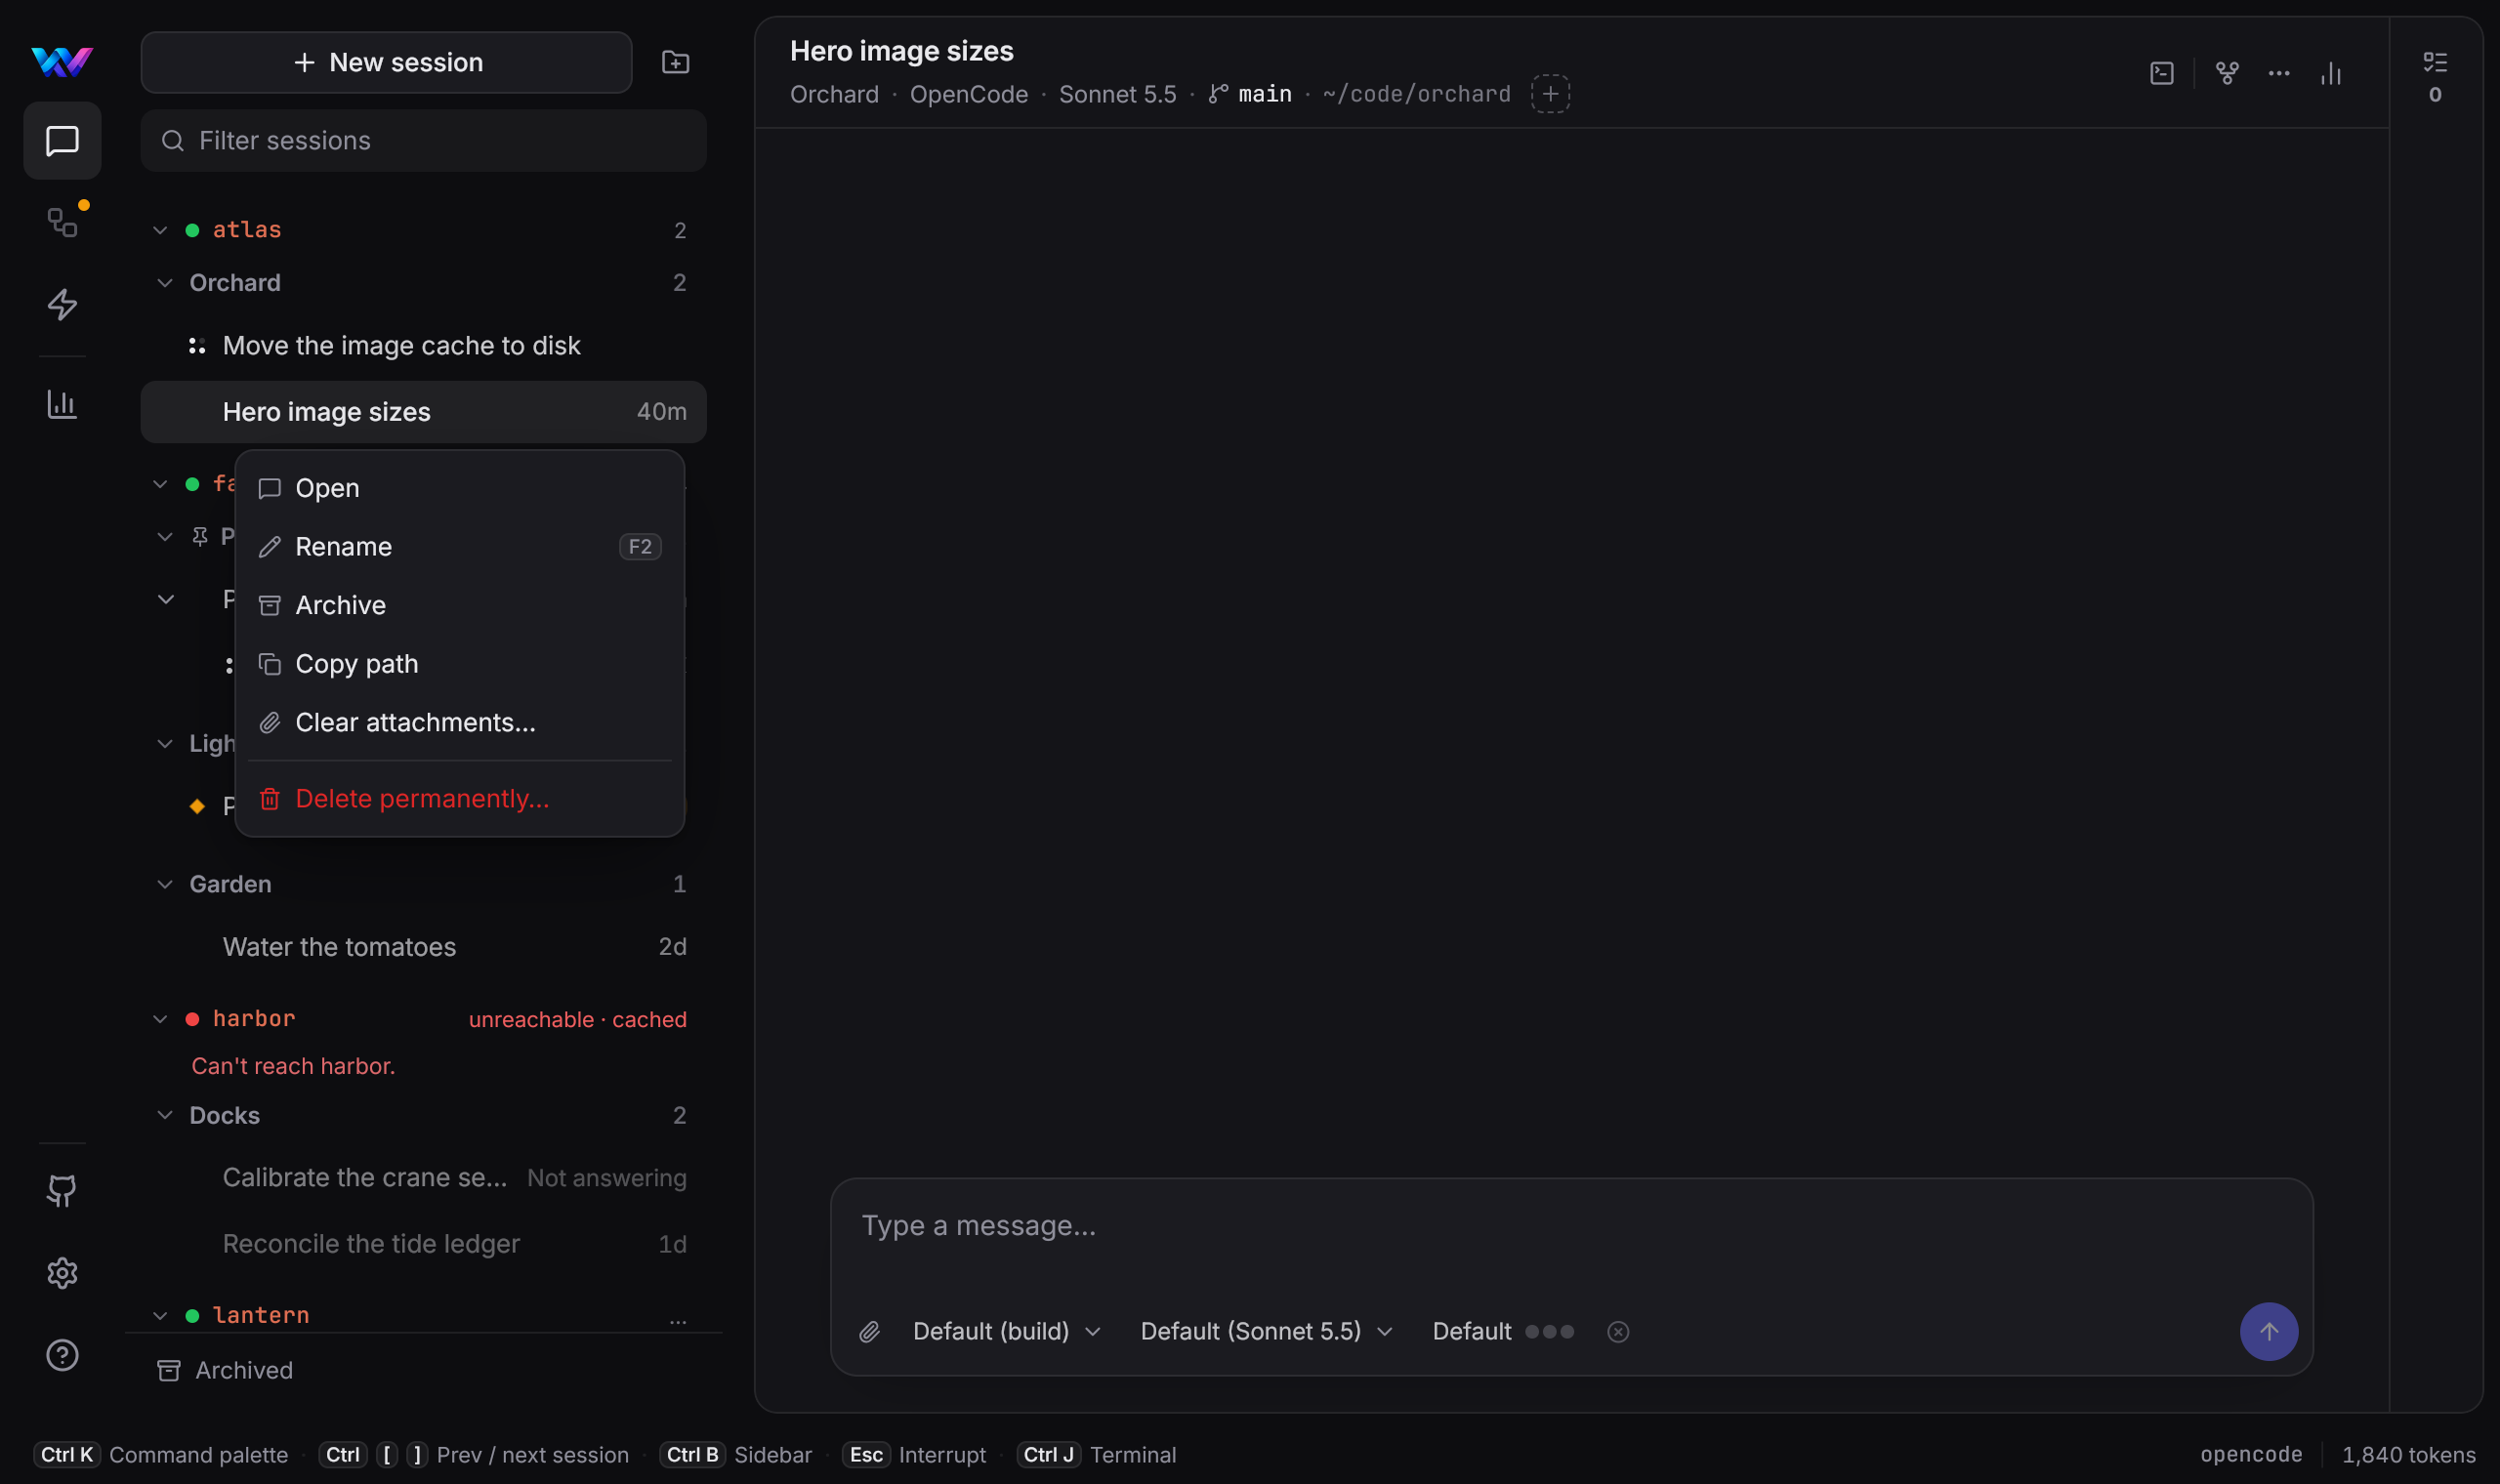 New session
Filter sessions
atlas 2
Orchard 2
Move the image cache to disk
Hero image sizes 40m
Open
Rename F2
Archive
Copy path
Clear attachments...
Delete permanently...
Garden 1
Water the tomatoes 2d
harbor unreachable · cached
Can't reach harbor.
Docks 2
Calibrate the crane se... Not answering
Reconcile the tide ledger 1d
lantern ...
Archived
Hero image sizes
Orchard · OpenCode · Sonnet 5.5 · main · ~/code/orchard
0
Type a message...
Default (build) Default (Sonnet 5.5) Default
Ctrl K Command palette · Ctrl [ ] Prev / next session · Ctrl B Sidebar · Esc Interrupt · Ctrl J Terminal
opencode 1,840 tokens